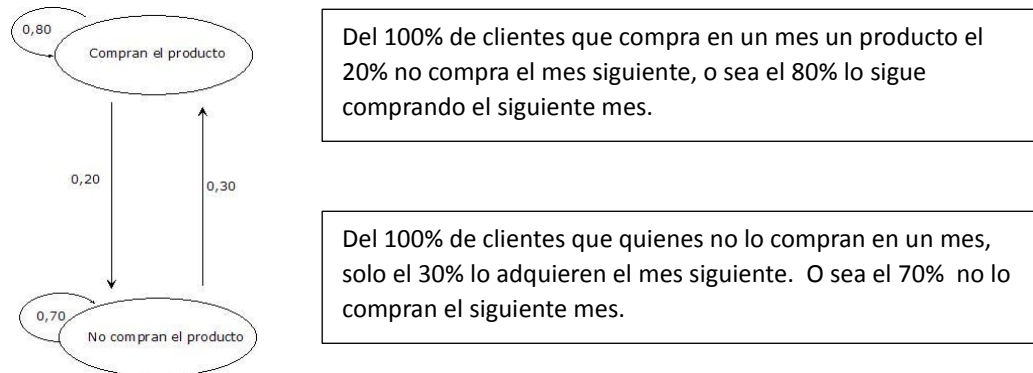 0,80
Compran el producto
Del 100% de clientes que compra en un mes un producto el
20% no compra el mes siguiente, o sea el 80% lo sigue
comprando el siguiente mes.
0,20
0,30
Del 100% de clientes que quienes no lo compran en un mes,
solo el 30% lo adquieren el mes siguiente. O sea el 70% no lo
compran el siguiente mes.
0,70
No compran el producto